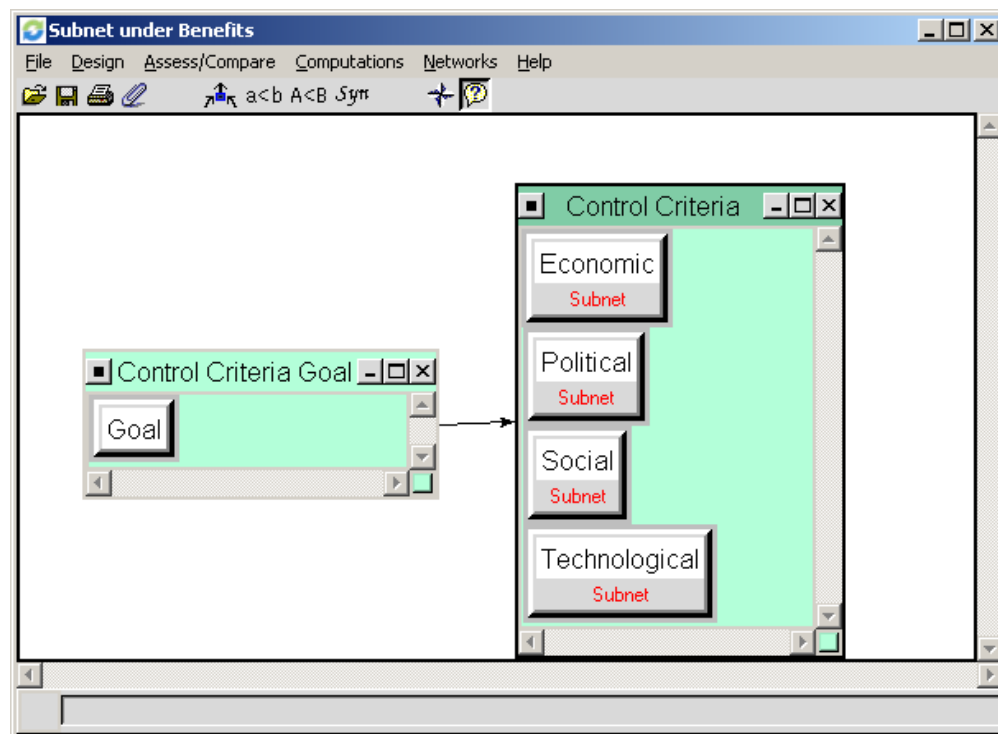 Subnet under Benefits
File Design Assess/Compare Computations Networks Help
a<b A<B Syn
Control Criteria
Economic
Subnet
Political
Subnet
Control Criteria Goal
Goal
Social
Subnet
Technological
Subnet